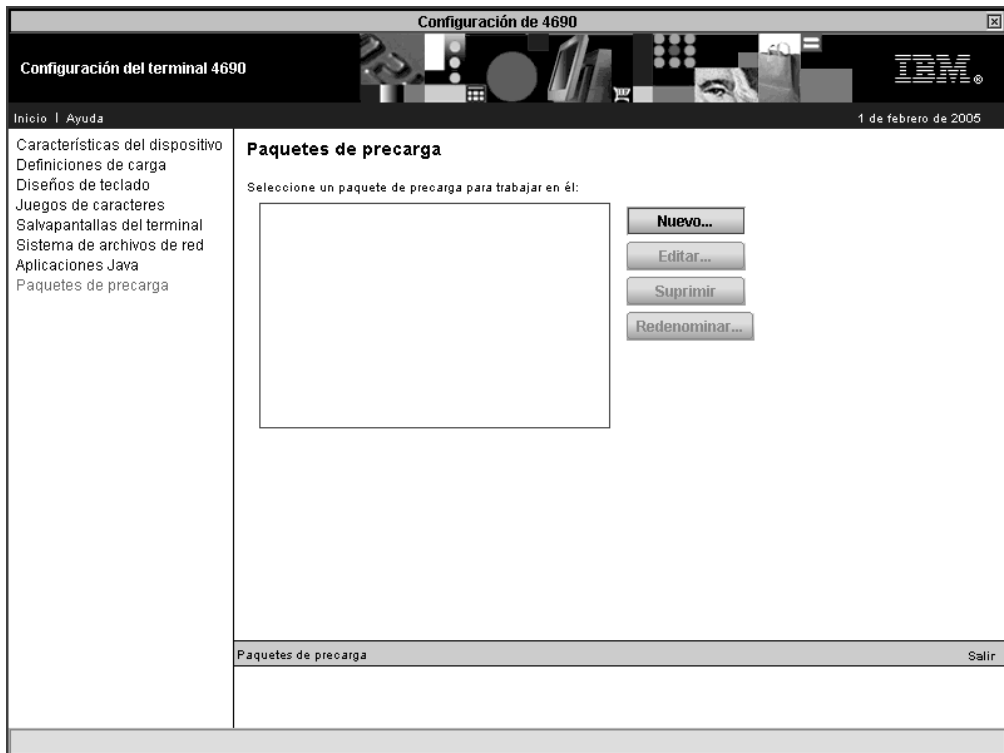 Configuración de 4690
Configuración del terminal 4690
IBM®
Inicio | Ayuda
1 de febrero de 2005
Características del dispositivo
Definiciones de carga
Diseños de teclado
Juegos de caracteres
Salvapantallas del terminal
Sistema de archivos de red
Aplicaciones Java
Paquetes de precarga
Paquetes de precarga
Seleccione un paquete de precarga para trabajar en él:
Nuevo...
Editar...
Suprimir
Redenominar...
Paquetes de precarga
Salir